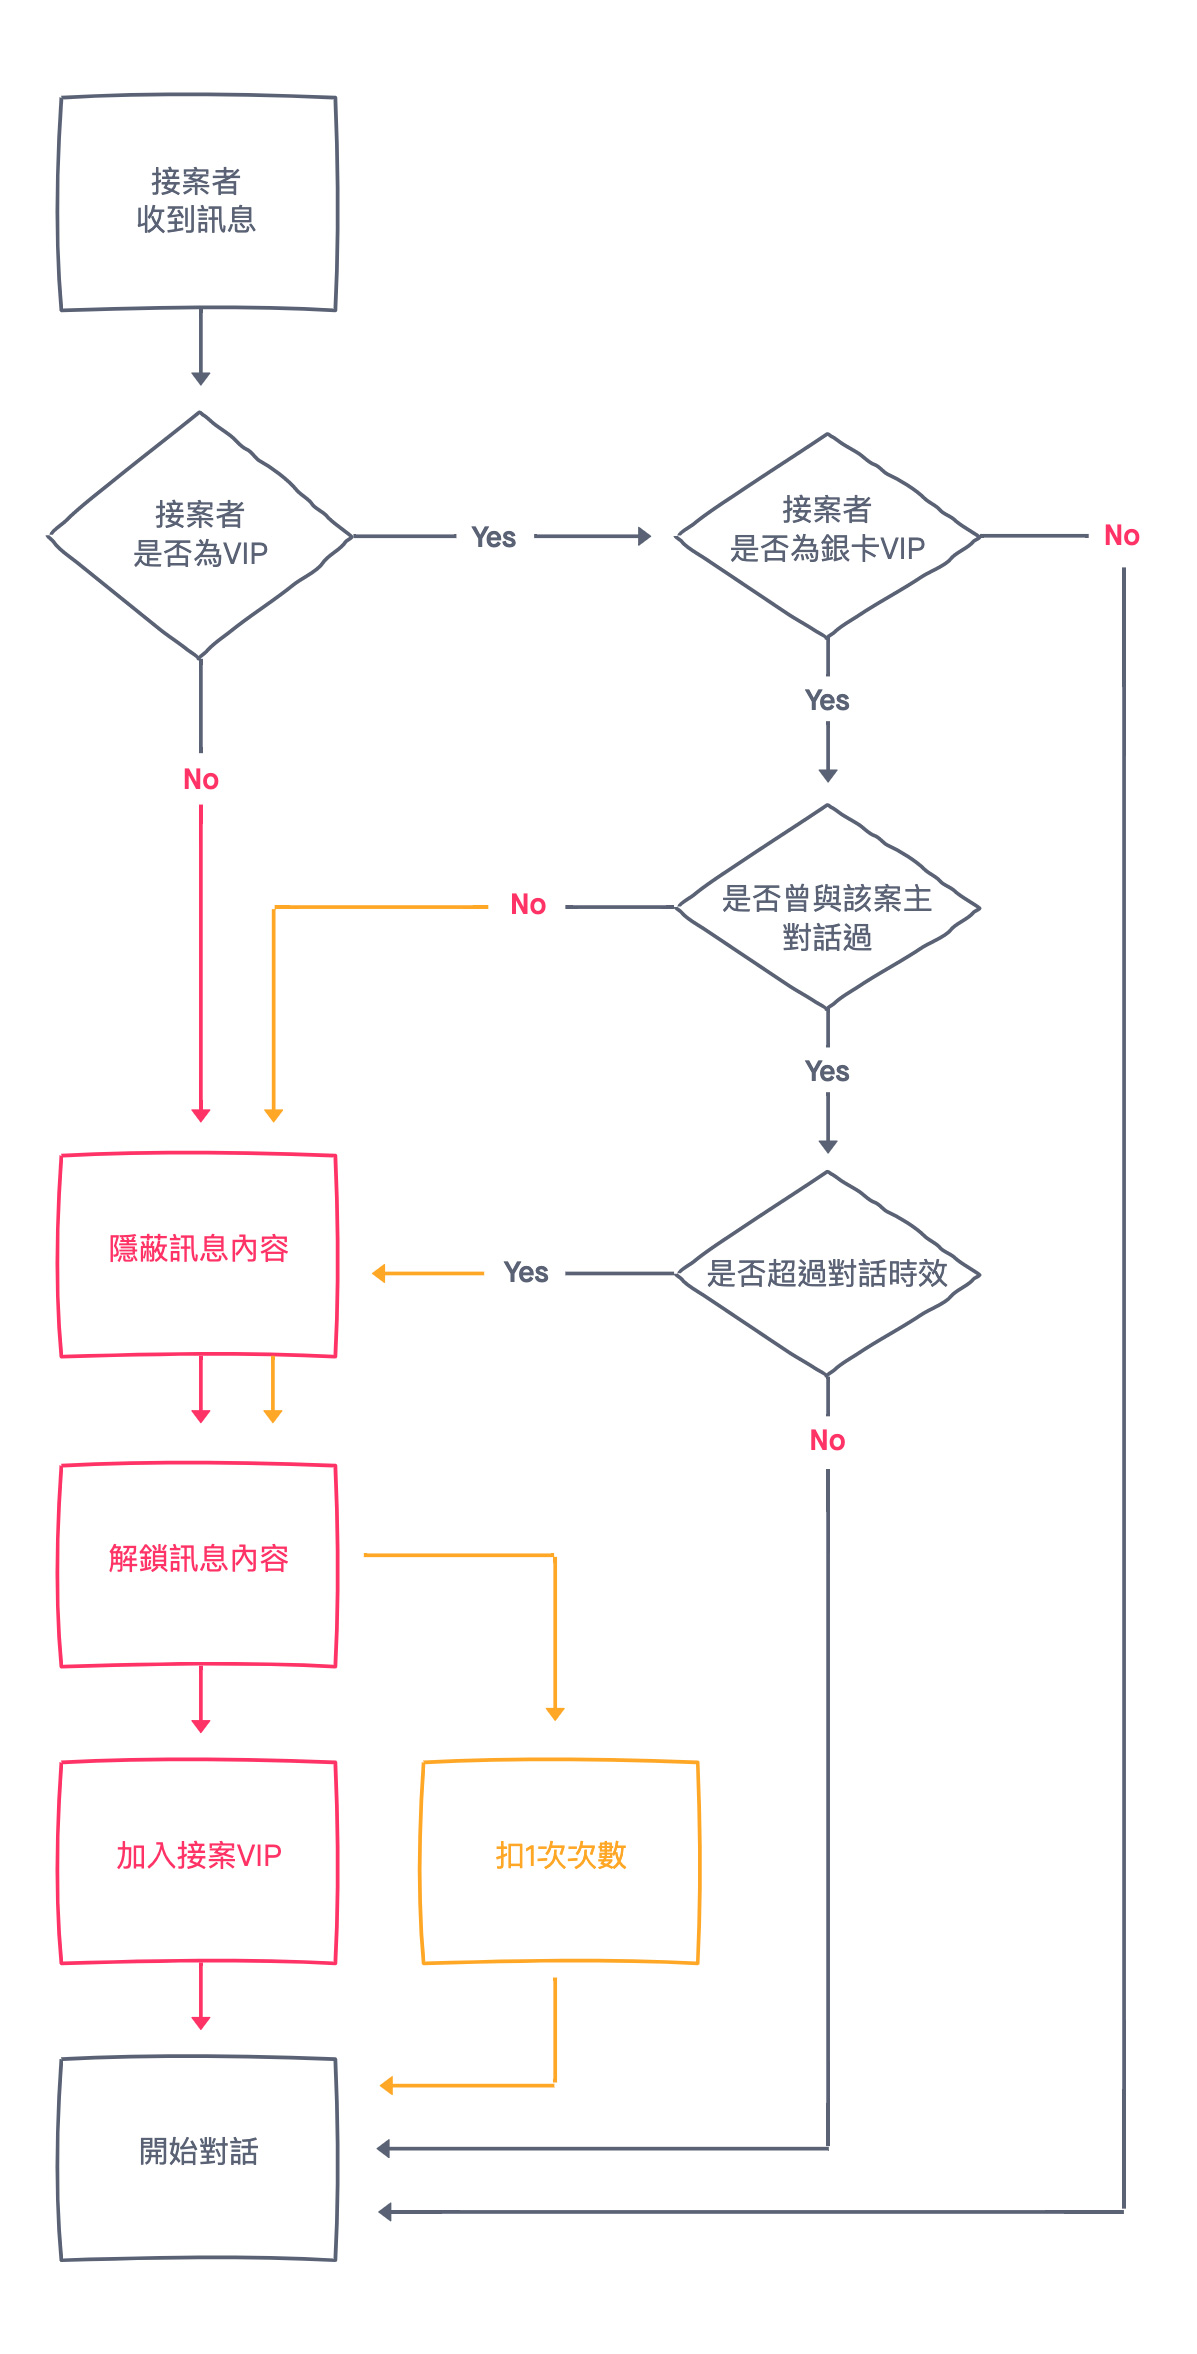 接案者
收到訊息
接案者
是否為VIP
Yes
接案者
是否為銀卡VIP
No
Yes
No
是否曾與該案主
對話過
No
Yes
隱蔽訊息內容
Yes
是否超過對話時效
No
解鎖訊息內容
加入接案VIP
扣1次次數
開始對話